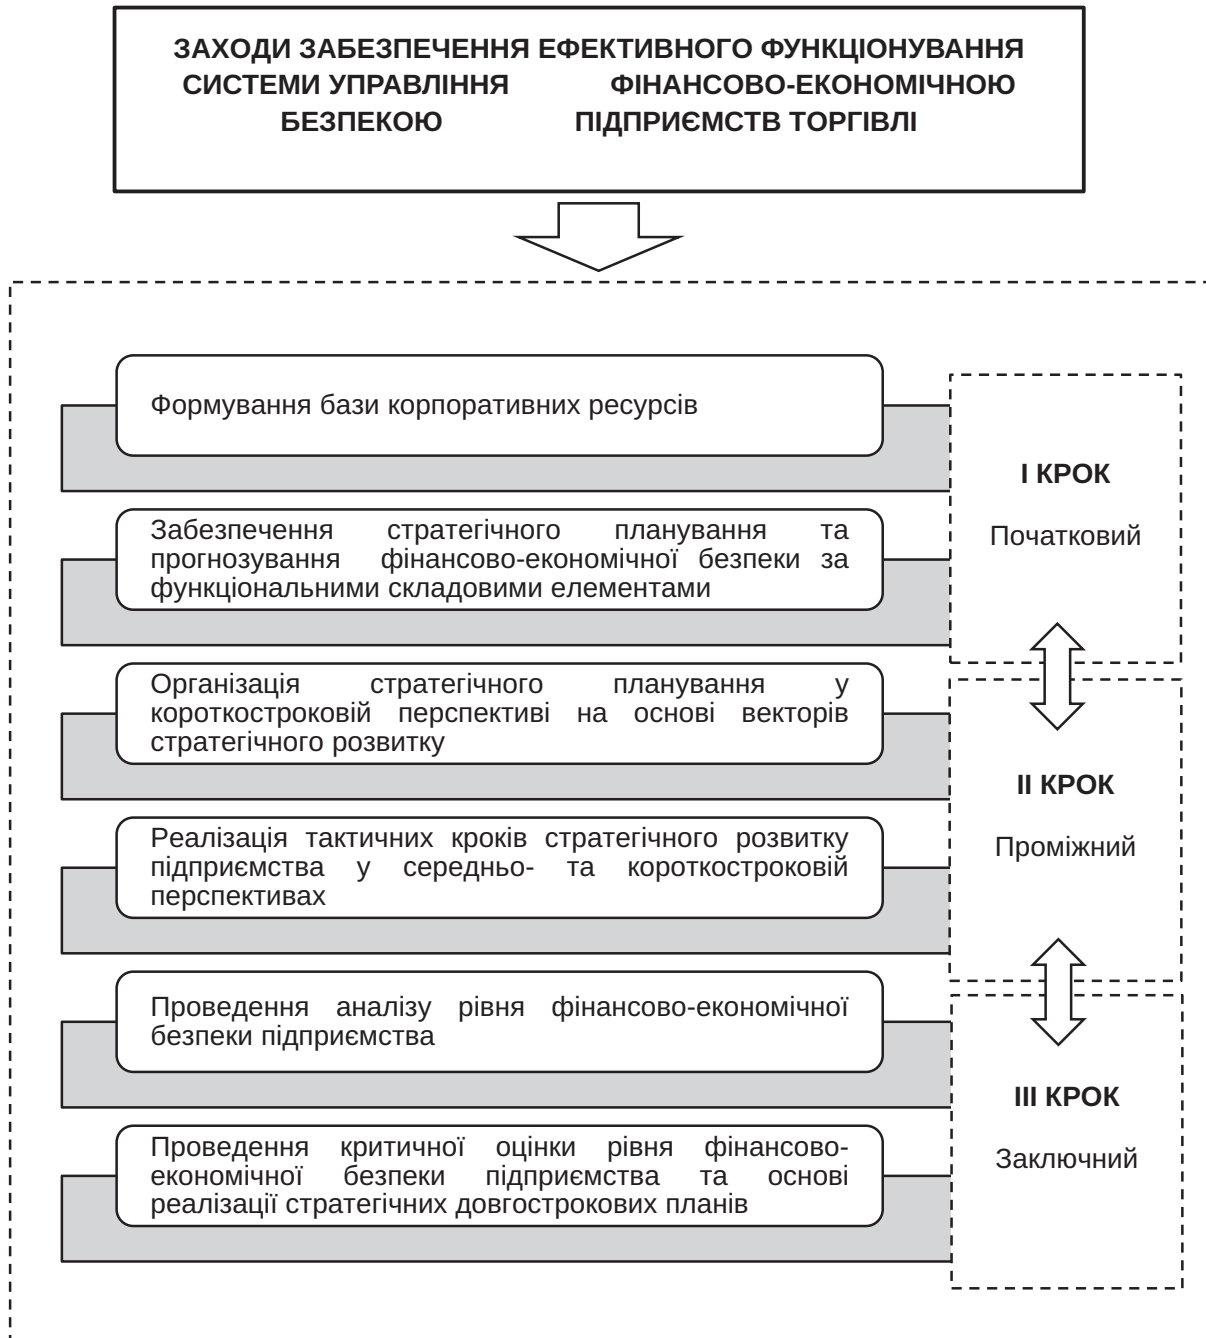 ЗАХОДИ ЗАБЕЗПЕЧЕННЯ ЕФЕКТИВНОГО ФУНКЦІОНУВАННЯ
СИСТЕМИ УПРАВЛІННЯ ФІНАНСОВО-ЕКОНОМІЧНОЮ
БЕЗПЕКОЮ ПІДПРИЄМСТВ ТОРГІВЛІ
Формування бази корпоративних ресурсів
Забезпечення стратегічного планування та
прогнозування фінансово-економічної безпеки за
функціональними складовими елементами
І КРОК
Початковий
Організація стратегічного планування у
короткостроковій перспективі на основі векторів
стратегічного розвитку
Реалізація тактичних кроків стратегічного розвитку
підприємства у середньо- та короткостроковій
перспективах
ІІ КРОК
Проміжний
Проведення аналізу рівня фінансово-економічної
безпеки підприємства
Проведення критичної оцінки рівня фінансово-
економічної безпеки підприємства та основі
реалізації стратегічних довгострокових планів
ІІІ КРОК
Заключний